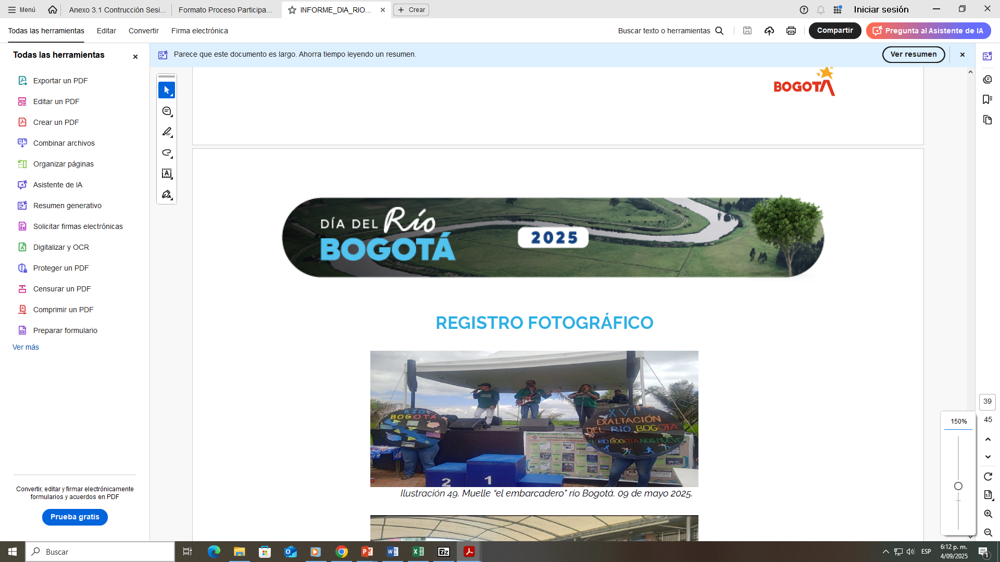 Menú
Anexo 3.1 Contrucción Sesi...
Formato Proceso Participa...
INFORME_DIA_RIO...
Crear
Iniciar sesión
Todas las herramientas
Editar
Convertir
Firma electrónica
Buscar texto o herramientas
Compartir
Pregunta al Asistente de IA
Todas las herramientas
Exportar un PDF
Editar un PDF
Crear un PDF
Combinar archivos
Organizar páginas
Asistente de IA
Resumen generativo
Solicitar firmas electrónicas
Digitalizar y OCR
Proteger un PDF
Censurar un PDF
Comprimir un PDF
Preparar formulario
Ver más
Convertir, editar y firmar electrónicamente
formularios y acuerdos en PDF
Prueba gratis
Parece que este documento es largo. Ahorra tiempo leyendo un resumen.
Ver resumen
BOGOTÁ
DÍA DEL Río
BOGOTÁ
2025
REGISTRO FOTOGRÁFICO
RÍO
BOGOTÁ
XVI
EXALTACIÓN
DEL RÍO BOGOTÁ
EL RÍO BOGOTÁ NOS MUEVE
2
1
Ilustración 49. Muelle “el embarcadero” río Bogotá. 09 de mayo 2025.
39
45
150%
1:1
Buscar
ESP
6:12 p. m.
4/09/2025
1